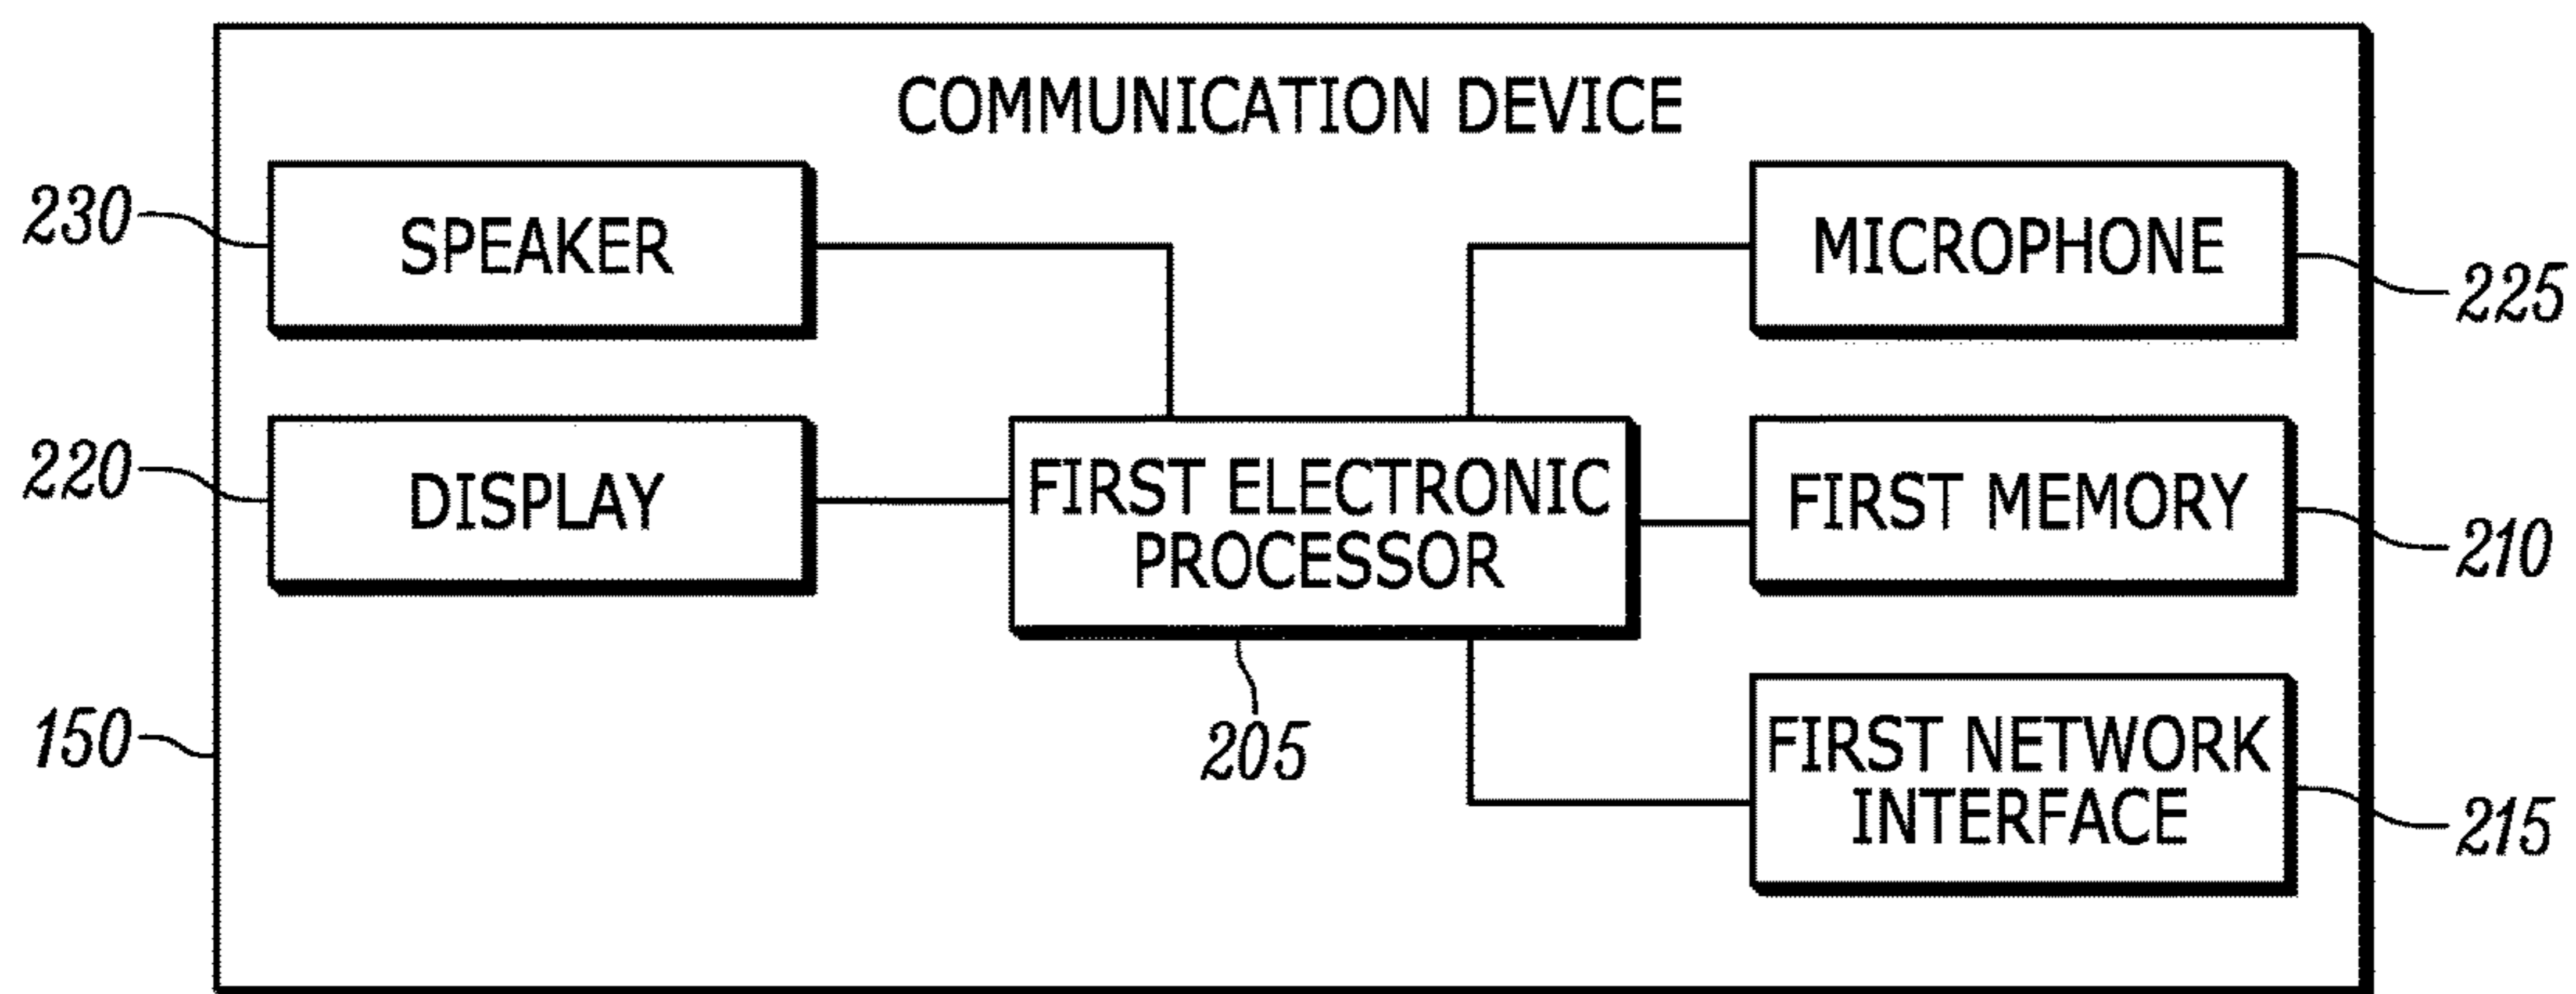 COMMUNICATION DEVICE
230
SPEAKER
MICROPHONE
225
220
DISPLAY
FIRST ELECTRONIC
PROCESSOR
FIRST MEMORY
210
150
205
FIRST NETWORK
INTERFACE
215